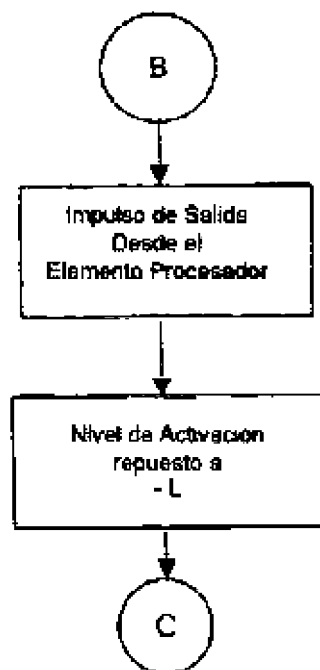 B
Impulso de Salida
Desde el
Elemento Procesador
Nivel de Activacion
repuesto a
- L
C